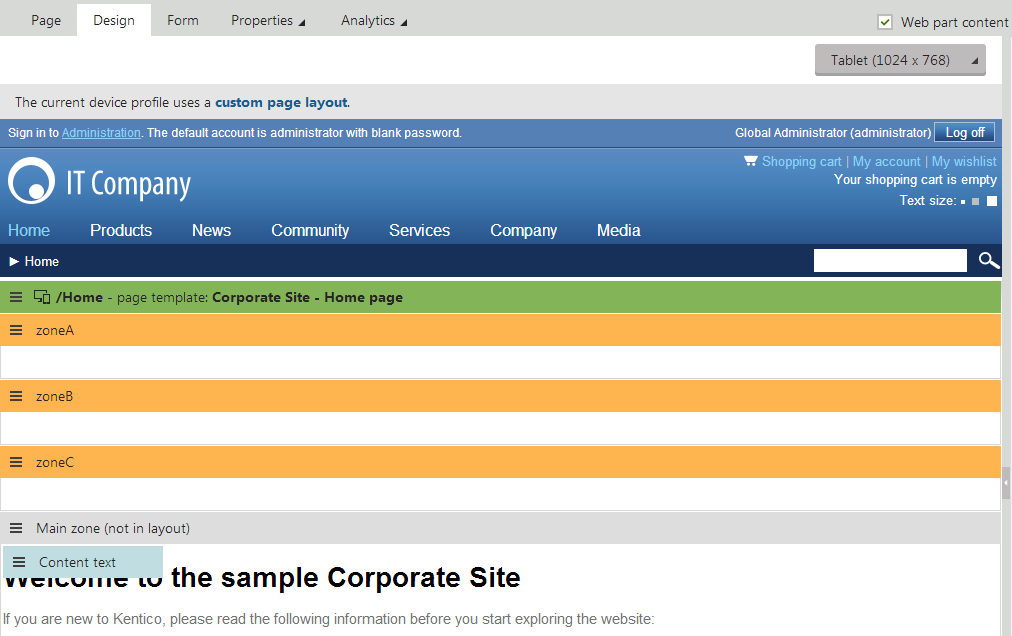 Page Design Form Properties Analytics Web part content
Tablet (1024 x 768)
The current device profile uses a custom page layout.
Sign in to Administration. The default account is administrator with blank password. Global Administrator (administrator) Log off
Shopping cart | My account | My wishlist
IT Company
Your shopping cart is empty
Text size:
Home Products News Community Services Company Media
Home
/Home - page template: Corporate Site - Home page
zoneA
zoneB
zoneC
Main zone (not in layout)
Content text
Welcome to the sample Corporate Site
If you are new to Kentico, please read the following information before you start exploring the website: